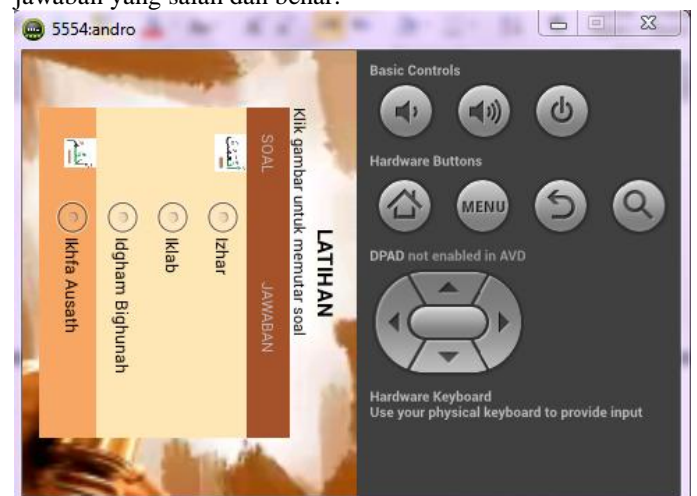 jawaban yang salah dan benar.
5554:andro
LATIHAN
Klik gambar untuk memutar soal
SOAL
JAWABAN
Izhar
Iklab
Idgham Bighunah
Ikhfa Ausath
Basic Controls
Hardware Buttons
MENU
DPAD not enabled in AVD
Hardware Keyboard
Use your physical keyboard to provide input